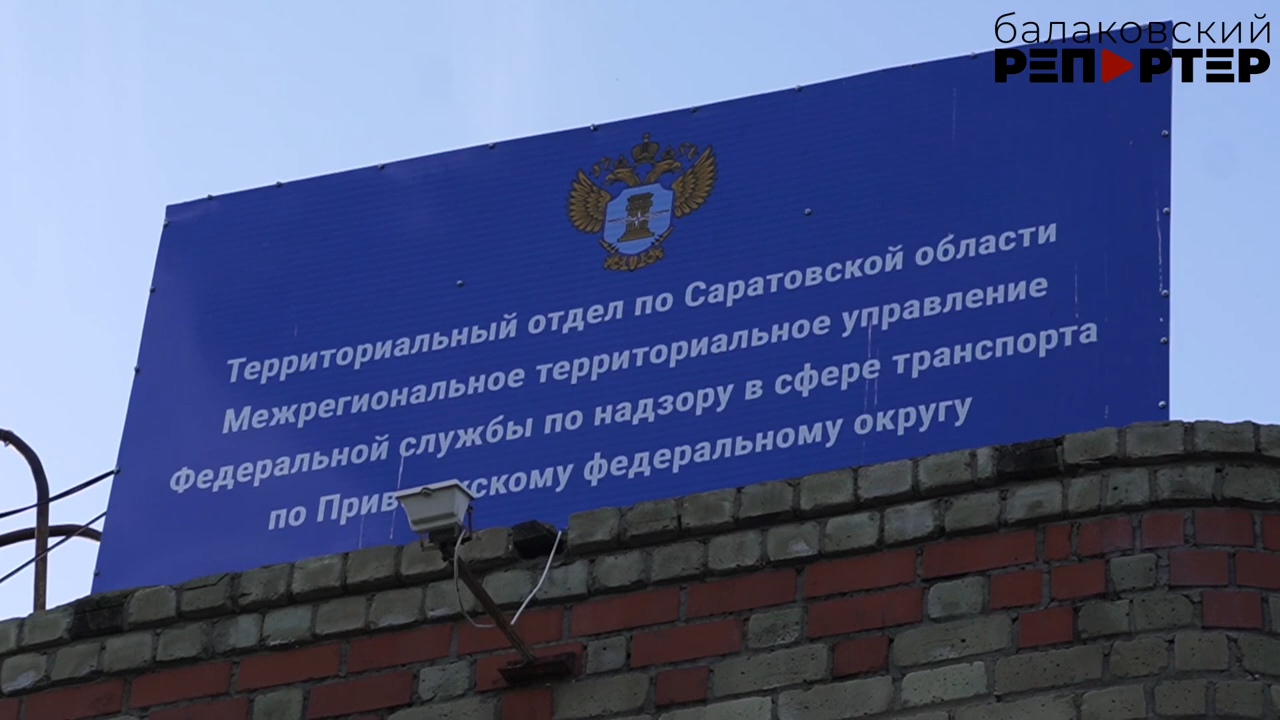 балаковский
РЕПОРТЕР
Территориальный отдел по Саратовской области
Межрегиональное территориальное управление
Федеральной службы по надзору в сфере транспорта
по федеральному округу